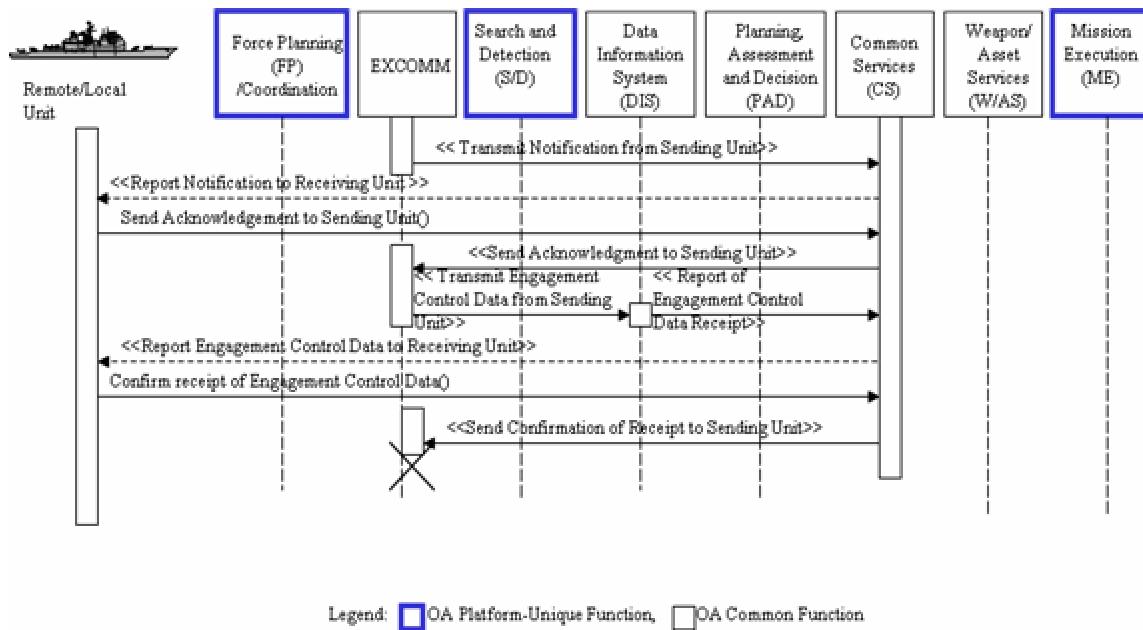 Remote/Local
Unit
Force Planning
(FP)
/Coordination
EXCOMM
Search and
Detection
(S/D)
Data
Information
System
(DIS)
Planning,
Assessment
and Decision
(PAD)
Common
Services
(CS)
Weapon/
Asset
Services
(W/AS)
Mission
Execution
(ME)
<< Transmit Notification from Sending Unit>>
<<Report Notification to Receiving Unit >>
Send Acknowledgement to Sending Unit()
<<Send Acknowledgment to Sending Unit>>
<< Transmit Engagement
Control Data from Sending
Unit>>
<< Report of
Engagement Control
Data Receipt>>
<<Report Engagement Control Data to Receiving Unit>>
Confirm receipt of Engagement Control Data()
<<Send Confirmation of Receipt to Sending Unit>>
Legend: OA Platform-Unique Function, OA Common Function